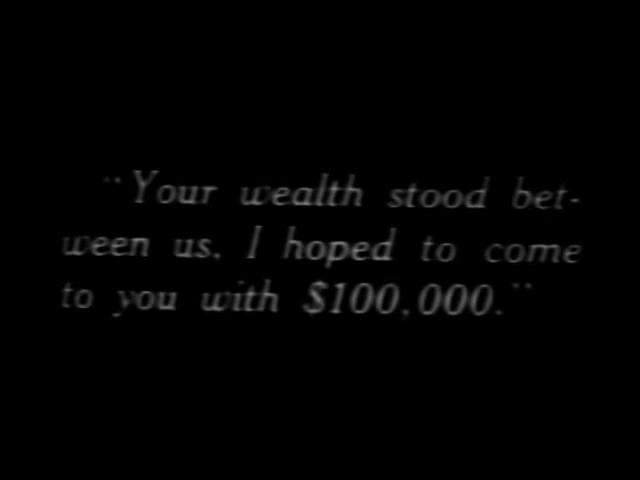 "Your wealth stood bet-
ween us. I hoped to come
to you with $100,000."